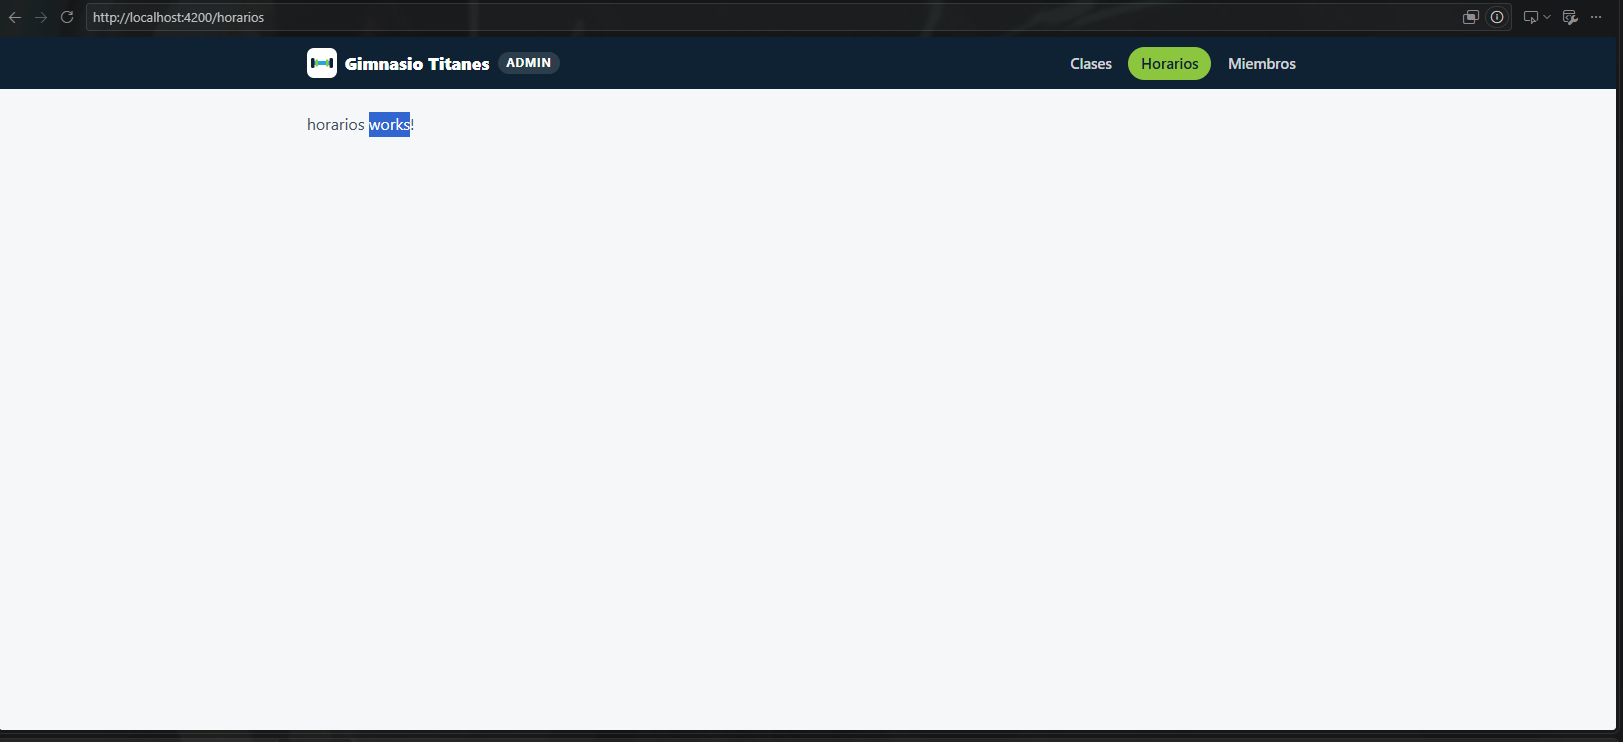 http://localhost:4200/horarios
Gimnasio Titanes ADMIN Clases Horarios Miembros
horarios works!